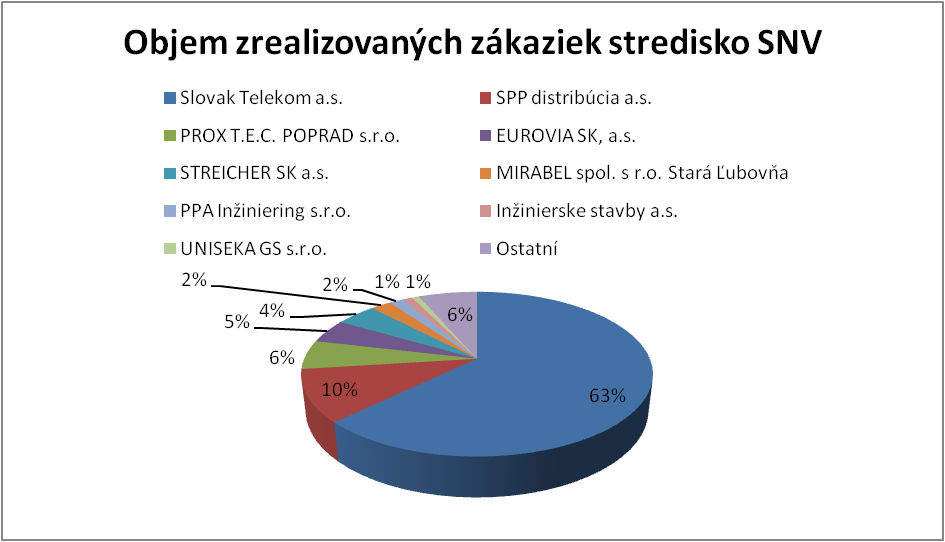 Objem zrealizovaných zákaziek stredisko SNV
Slovak Telekom a.s.
SPP distribúcia a.s.
PROX T.E.C. POPRAD s.r.o.
EUROVIA SK, a.s.
STREICHER SK a.s.
MIRABEL spol. s r.o. Stará Ľubovňa
PPA Inžiniering s.r.o.
Inžinierske stavby a.s.
UNISEKA GS s.r.o.
Ostatní
2%
2%
1%
1%
4%
6%
5%
6%
10%
63%